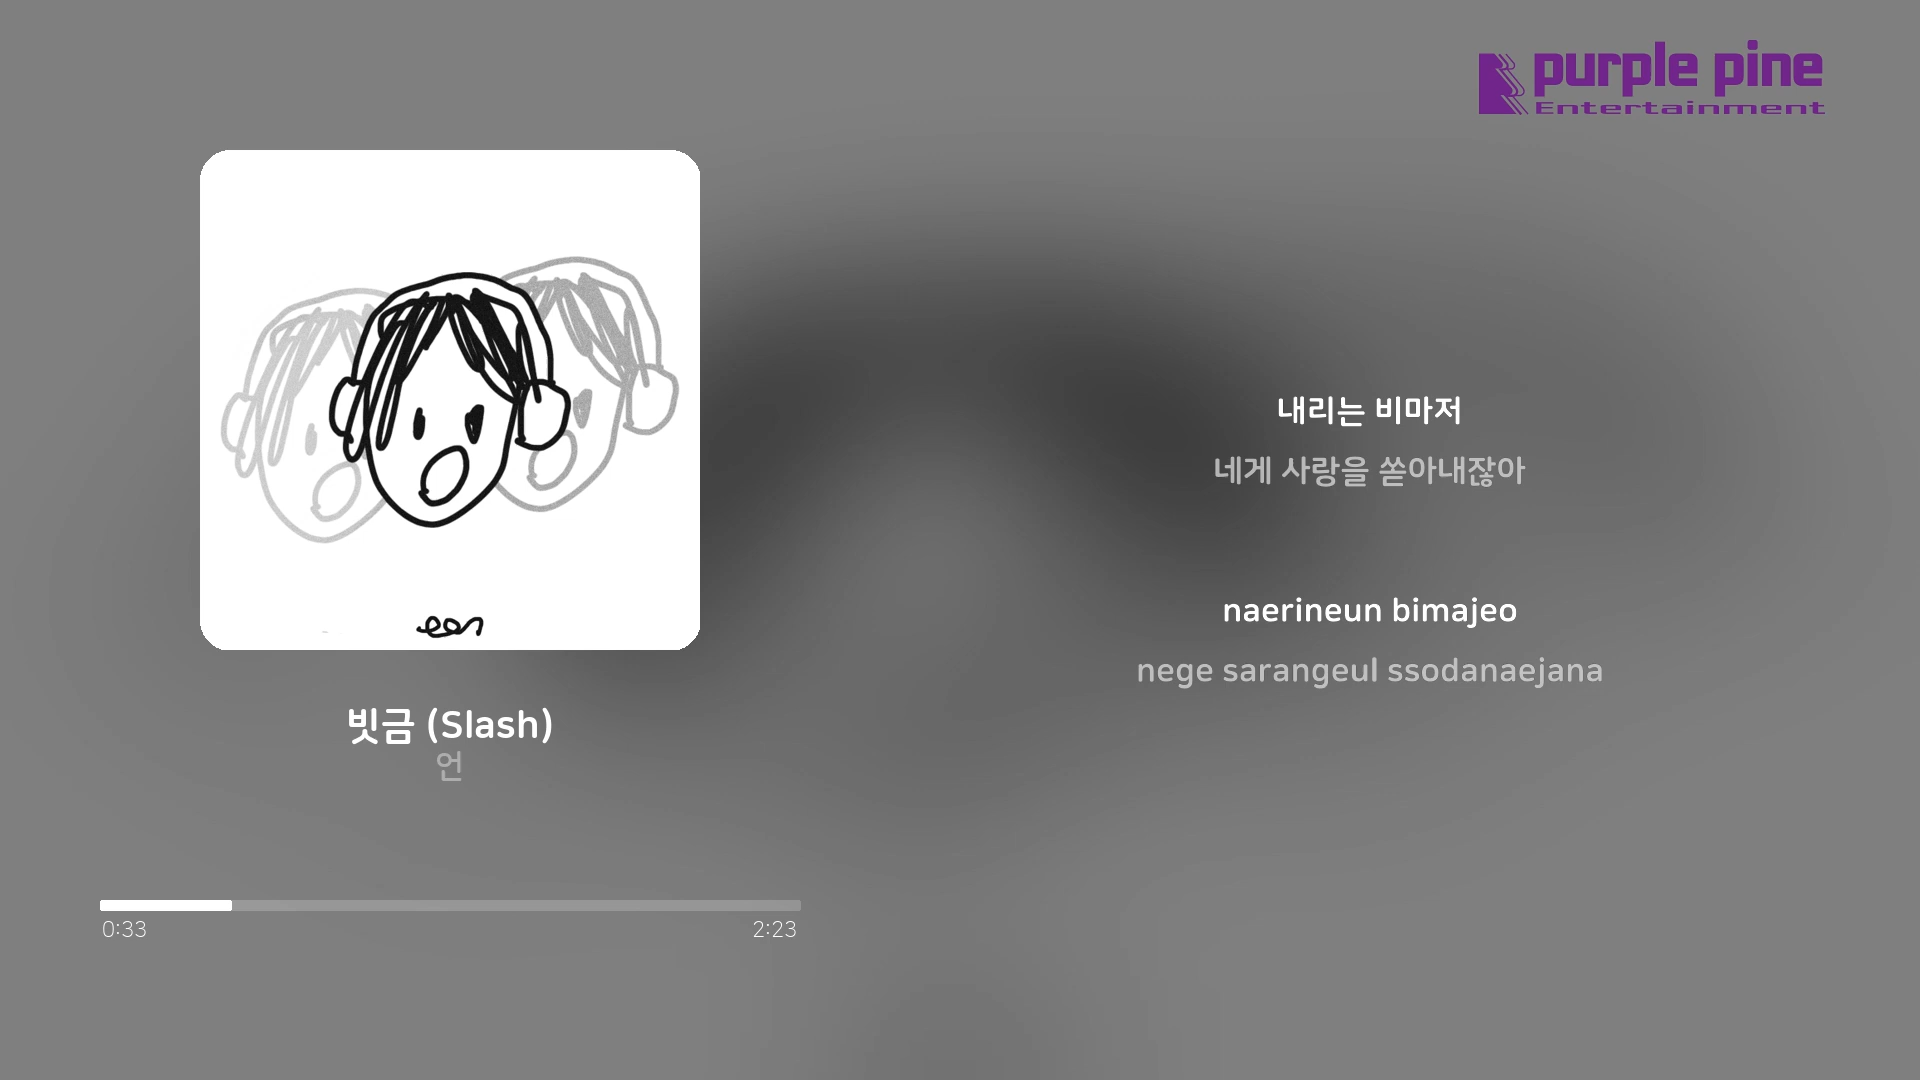 purple pine
Entertainment
een
빗금 (Slash)
언
0:33
2:23
내리는 비마저
네게 사랑을 쏟아내잖아
naerineun bimajeo
nege sarangeul ssodanaejana